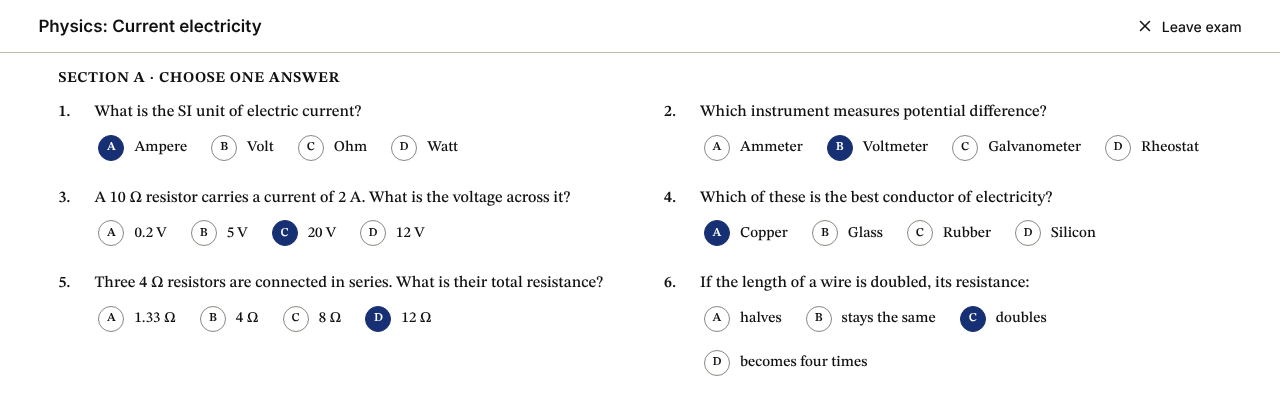 Physics: Current electricity
Leave exam
SECTION A · CHOOSE ONE ANSWER
1. What is the SI unit of electric current?
A Ampere B Volt C Ohm D Watt
2. Which instrument measures potential difference?
A Ammeter B Voltmeter C Galvanometer D Rheostat
3. A 10 Ω resistor carries a current of 2 A. What is the voltage across it?
A 0.2 V B 5 V C 20 V D 12 V
4. Which of these is the best conductor of electricity?
A Copper B Glass C Rubber D Silicon
5. Three 4 Ω resistors are connected in series. What is their total resistance?
A 1.33 Ω B 4 Ω C 8 Ω D 12 Ω
6. If the length of a wire is doubled, its resistance:
A halves B stays the same C doubles
D becomes four times